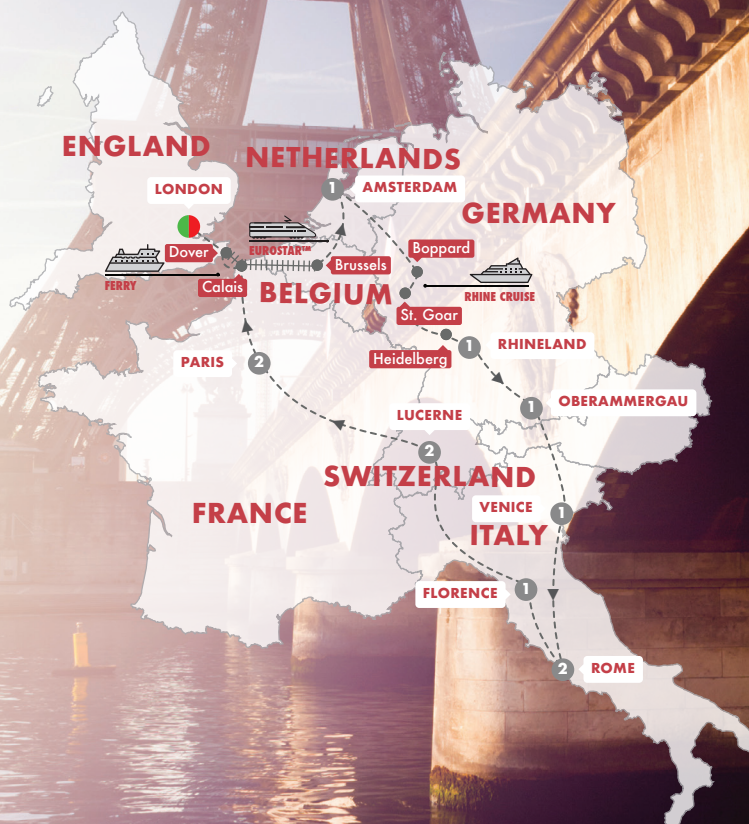 ENGLAND
NETHERLANDS
LONDON
1
AMSTERDAM
GERMANY
Dover
EUROSTAR™
Boppard
Brussels
FERRY
Calais
BELGIUM
RHINE CRUISE
St. Goar
Heidelberg
1
RHINELAND
PARIS
2
1
OBERAMMERGAU
LUCERNE
2
SWITZERLAND
FRANCE
VENICE
1
ITALY
FLORENCE
1
2
ROME